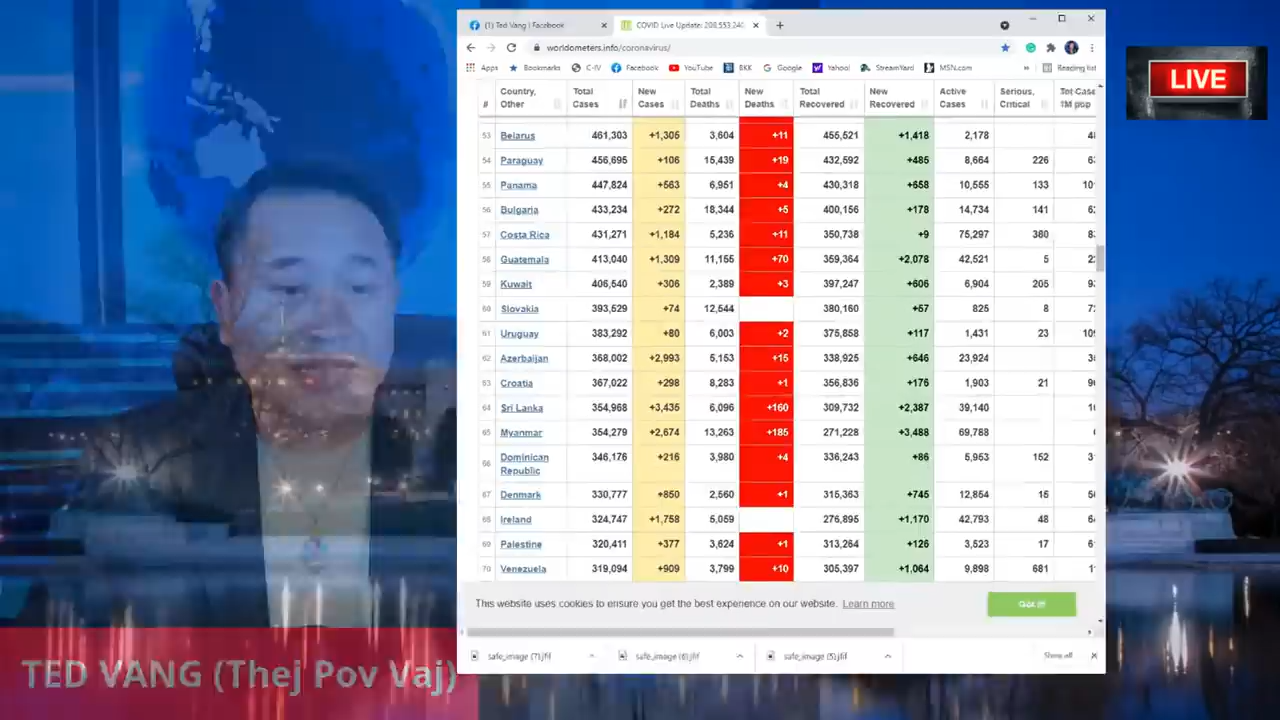 (1) Ted Vang | Facebook
COVID Live Update: 208,553,240
worldometers.info/coronavirus/
Apps Bookmarks C-IV Facebook YouTube BKK Google Yahoo! StreamYard MSN.com » Reading list
LIVE
# Country, Other Total Cases New Cases Total Deaths New Deaths Total Recovered New Recovered Active Cases Serious, Critical Tot Case 1M pop
53 Belarus 461,303 +1,305 3,604 +11 455,521 +1,418 2,178
54 Paraguay 456,695 +106 15,439 +19 432,592 +485 8,664 226
55 Panama 447,824 +563 6,951 +4 430,318 +658 10,555 133
56 Bulgaria 433,234 +272 18,344 +5 400,156 +178 14,734 141
57 Costa Rica 431,271 +1,184 5,236 +11 350,738 +9 75,297 380
58 Guatemala 413,040 +1,309 11,155 +70 359,364 +2,078 42,521 5
59 Kuwait 406,540 +306 2,389 +3 397,247 +606 6,904 205
60 Slovakia 393,529 +74 12,544 380,160 +57 825 8
61 Uruguay 383,292 +80 6,003 +2 375,858 +117 1,431 23
62 Azerbaijan 368,002 +2,993 5,153 +15 338,925 +646 23,924
63 Croatia 367,022 +298 8,283 +1 356,836 +176 1,903 21
64 Sri Lanka 354,968 +3,435 6,096 +160 309,732 +2,387 39,140
65 Myanmar 354,279 +2,674 13,263 +185 271,228 +3,488 69,788
66 Dominican Republic 346,176 +216 3,980 +4 336,243 +86 5,953 152
67 Denmark 330,777 +850 2,560 +1 315,363 +745 12,854 15
68 Ireland 324,747 +1,758 5,059 276,895 +1,170 42,793 48
69 Palestine 320,411 +377 3,624 +1 313,264 +126 3,523 17
70 Venezuela 319,094 +909 3,799 +10 305,397 +1,064 9,898 681
This website uses cookies to ensure you get the best experience on our website. Learn more Got it!
safe_image (7).jfif safe_image (6).jfif safe_image (5).jfif Show all
TED VANG (Thej Pov Vaj)